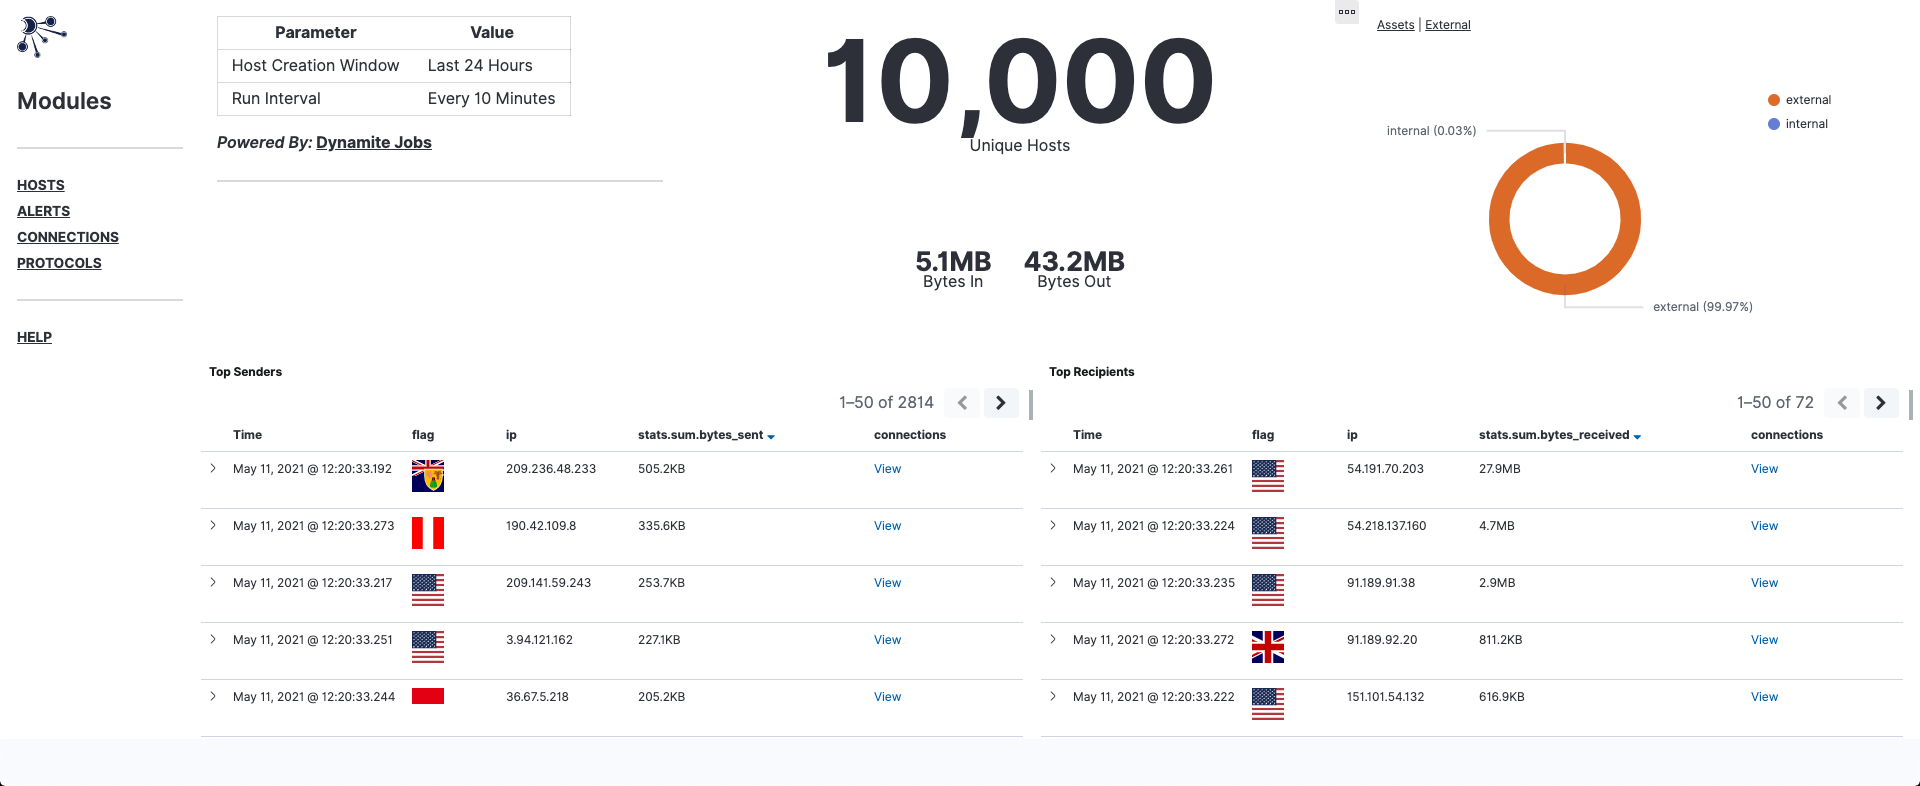 Modules
HOSTS
ALERTS
CONNECTIONS
PROTOCOLS
HELP
Parameter Value
Host Creation Window Last 24 Hours
Run Interval Every 10 Minutes
Powered By: Dynamite Jobs
10,000
Unique Hosts
5.1MB 43.2MB
Bytes In Bytes Out
Assets | External
external
internal
internal (0.03%)
external (99.97%)
Top Senders
1–50 of 2814
Time flag ip stats.sum.bytes_sent connections
May 11, 2021 @ 12:20:33.192 209.236.48.233 505.2KB View
May 11, 2021 @ 12:20:33.273 190.42.109.8 335.6KB View
May 11, 2021 @ 12:20:33.217 209.141.59.243 253.7KB View
May 11, 2021 @ 12:20:33.251 3.94.121.162 227.1KB View
May 11, 2021 @ 12:20:33.244 36.67.5.218 205.2KB View
Top Recipients
1–50 of 72
Time flag ip stats.sum.bytes_received connections
May 11, 2021 @ 12:20:33.261 54.191.70.203 27.9MB View
May 11, 2021 @ 12:20:33.224 54.218.137.160 4.7MB View
May 11, 2021 @ 12:20:33.235 91.189.91.38 2.9MB View
May 11, 2021 @ 12:20:33.272 91.189.92.20 811.2KB View
May 11, 2021 @ 12:20:33.222 151.101.54.132 616.9KB View